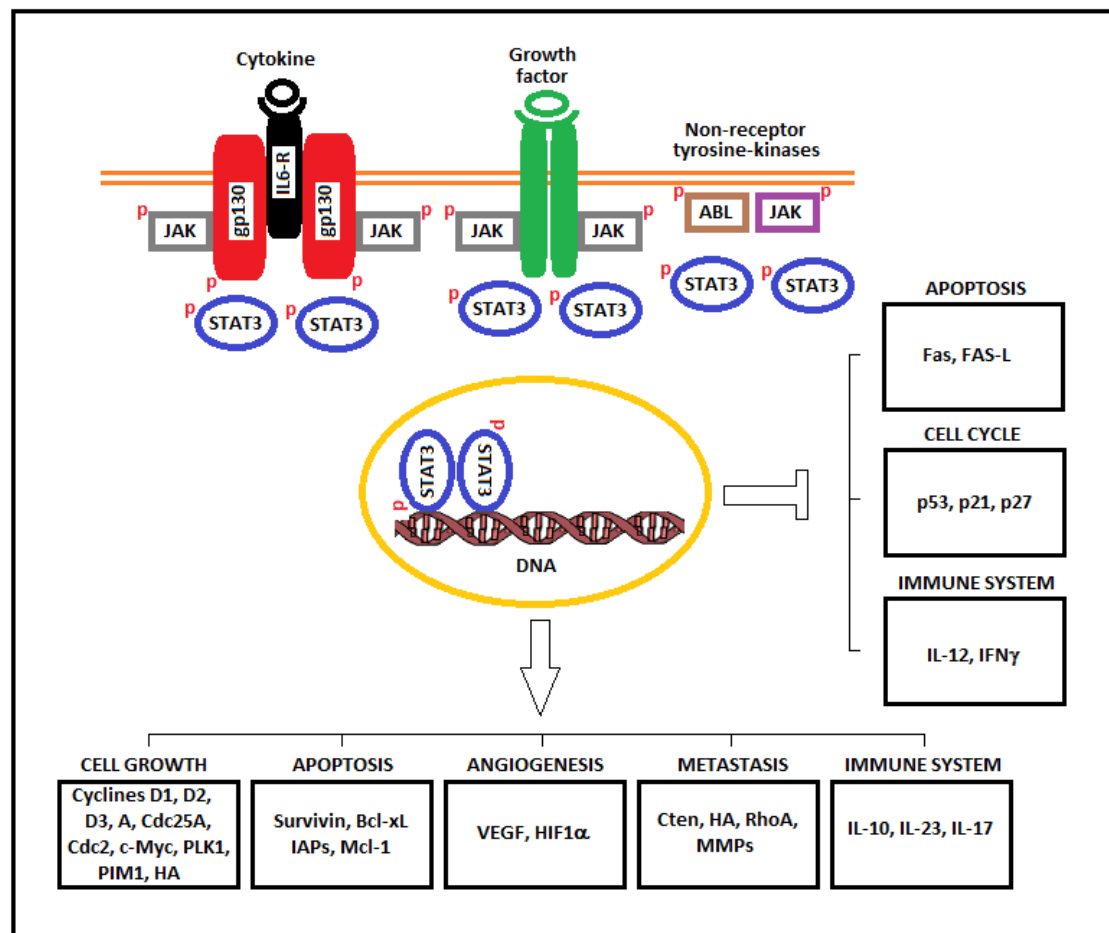 Cytokine
Growth
factor
Non-receptor
tyrosine-kinases
IL6-R
gp130
gp130
p
JAK
p
JAK
p
JAK
p
JAK
p
ABL
p
JAK
p
p
p
STAT3
p
STAT3
p
STAT3
p
STAT3
p
STAT3
p
STAT3
APOPTOSIS
Fas, FAS-L
CELL CYCLE
p53, p21, p27
IMMUNE SYSTEM
IL-12, IFNγ
p
STAT3
STAT3
p
DNA
CELL GROWTH
Cyclines D1, D2,
D3, A, Cdc25A,
Cdc2, c-Myc, PLK1,
PIM1, HA
APOPTOSIS
Survivin, Bcl-xL
IAPs, Mcl-1
ANGIOGENESIS
VEGF, HIF1α
METASTASIS
Cten, HA, RhoA,
MMPs
IMMUNE SYSTEM
IL-10, IL-23, IL-17